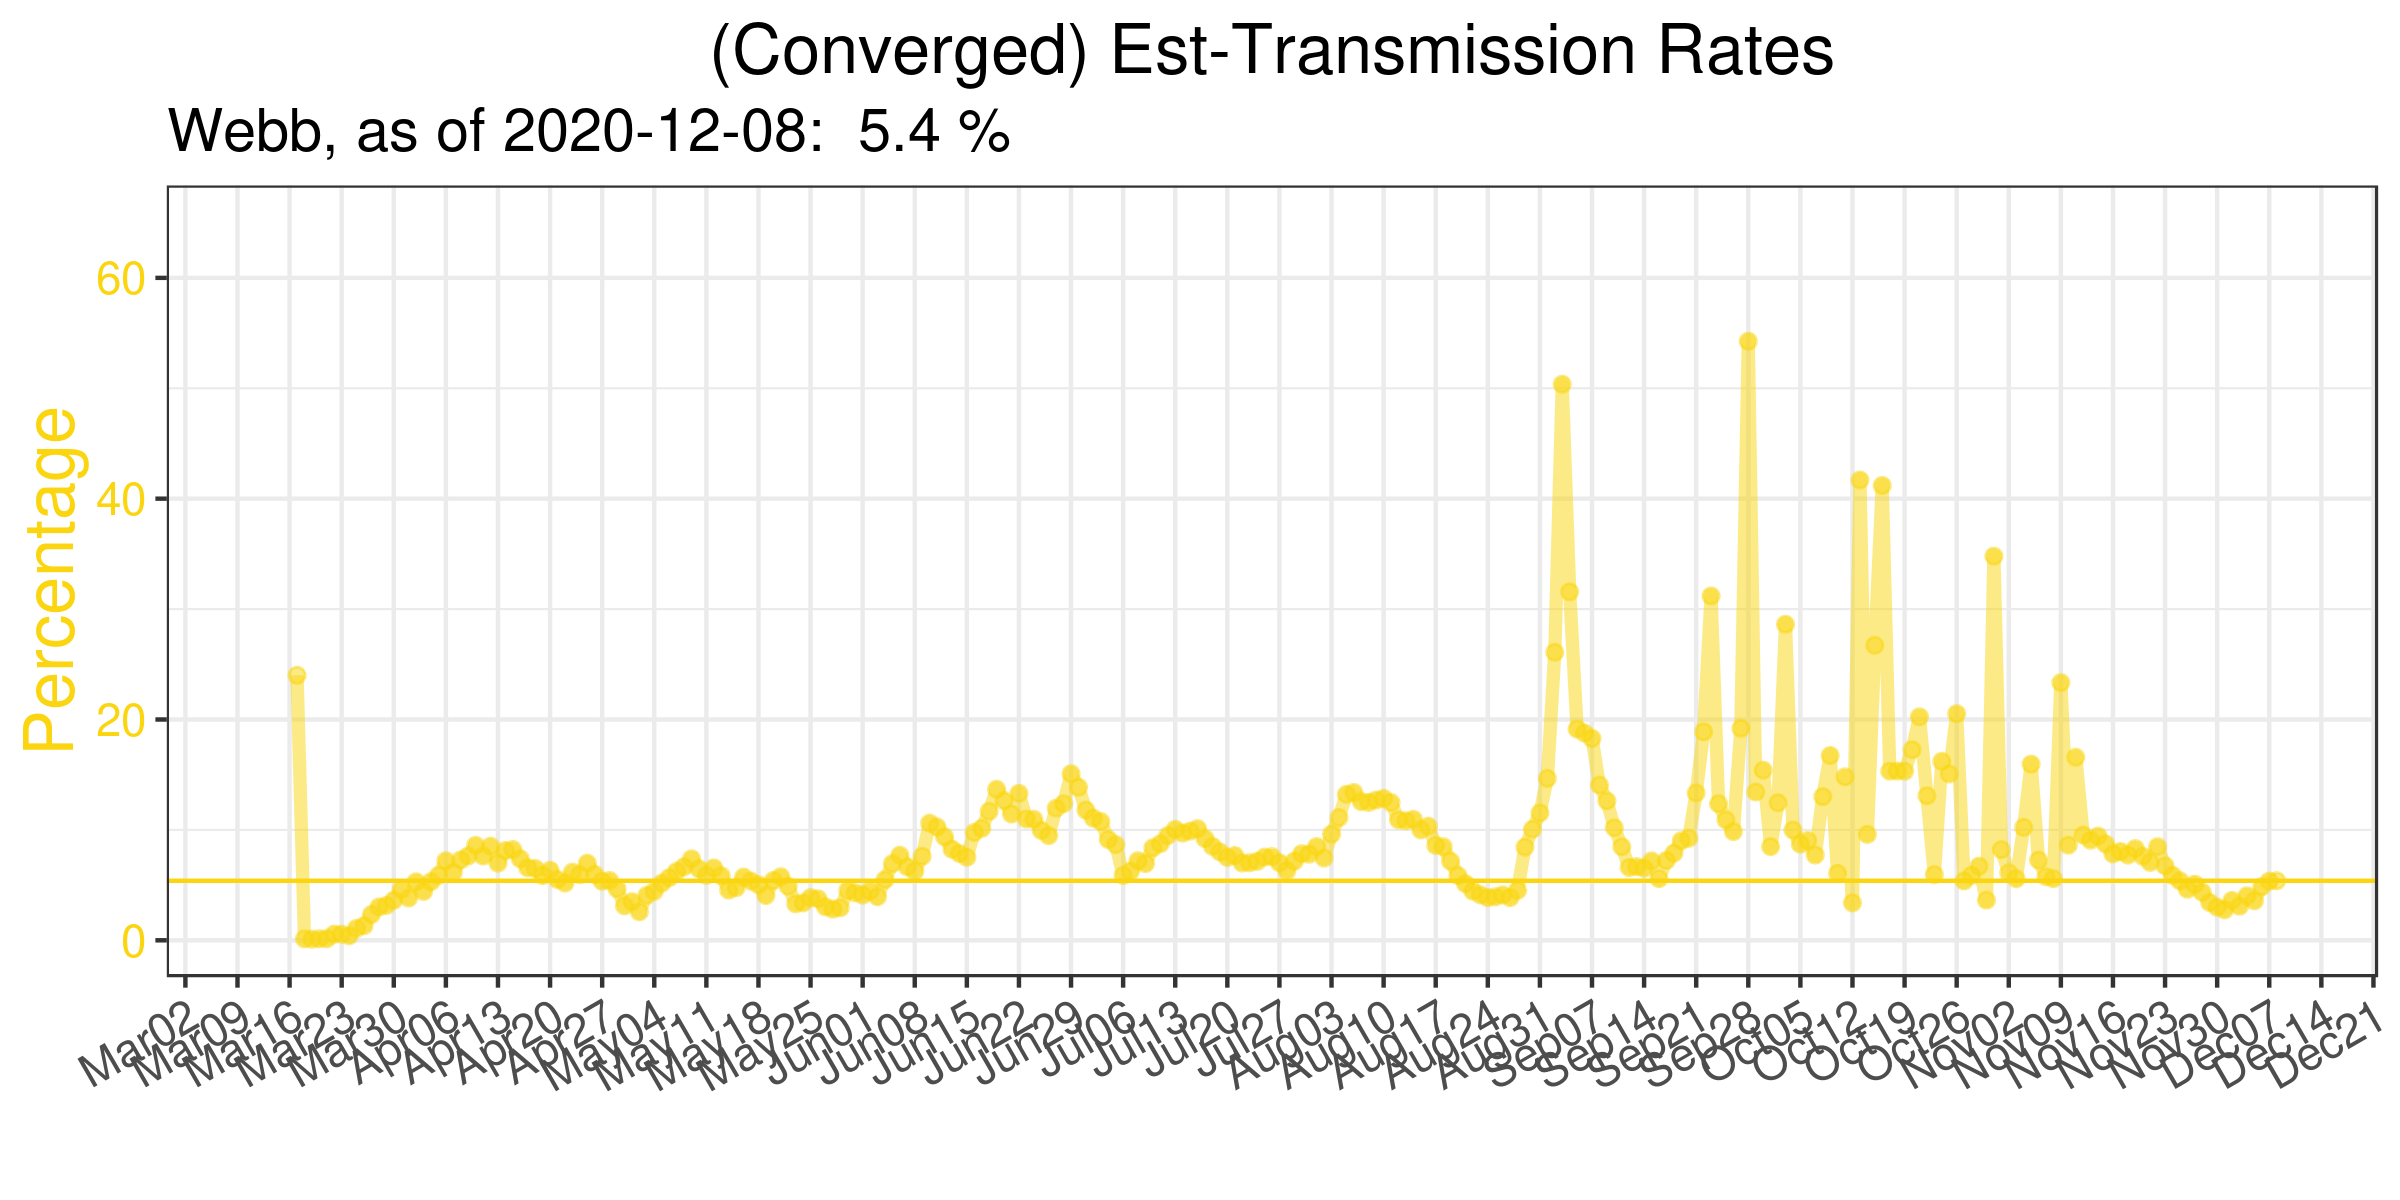 (Converged) Est-Transmission Rates
Webb, as of 2020-12-08:  5.4 %
Percentage
60
40
20
0
Mar02
Mar09
Mar16
Mar23
Mar30
Apr06
Apr13
Apr20
Apr27
May04
May11
May18
May25
Jun01
Jun08
Jun15
Jun22
Jun29
Jul06
Jul13
Jul20
Jul27
Aug03
Aug10
Aug17
Aug24
Aug31
Sep07
Sep14
Sep21
Sep28
Oct05
Oct12
Oct19
Oct26
Nov02
Nov09
Nov16
Nov23
Nov30
Dec07
Dec14
Dec21